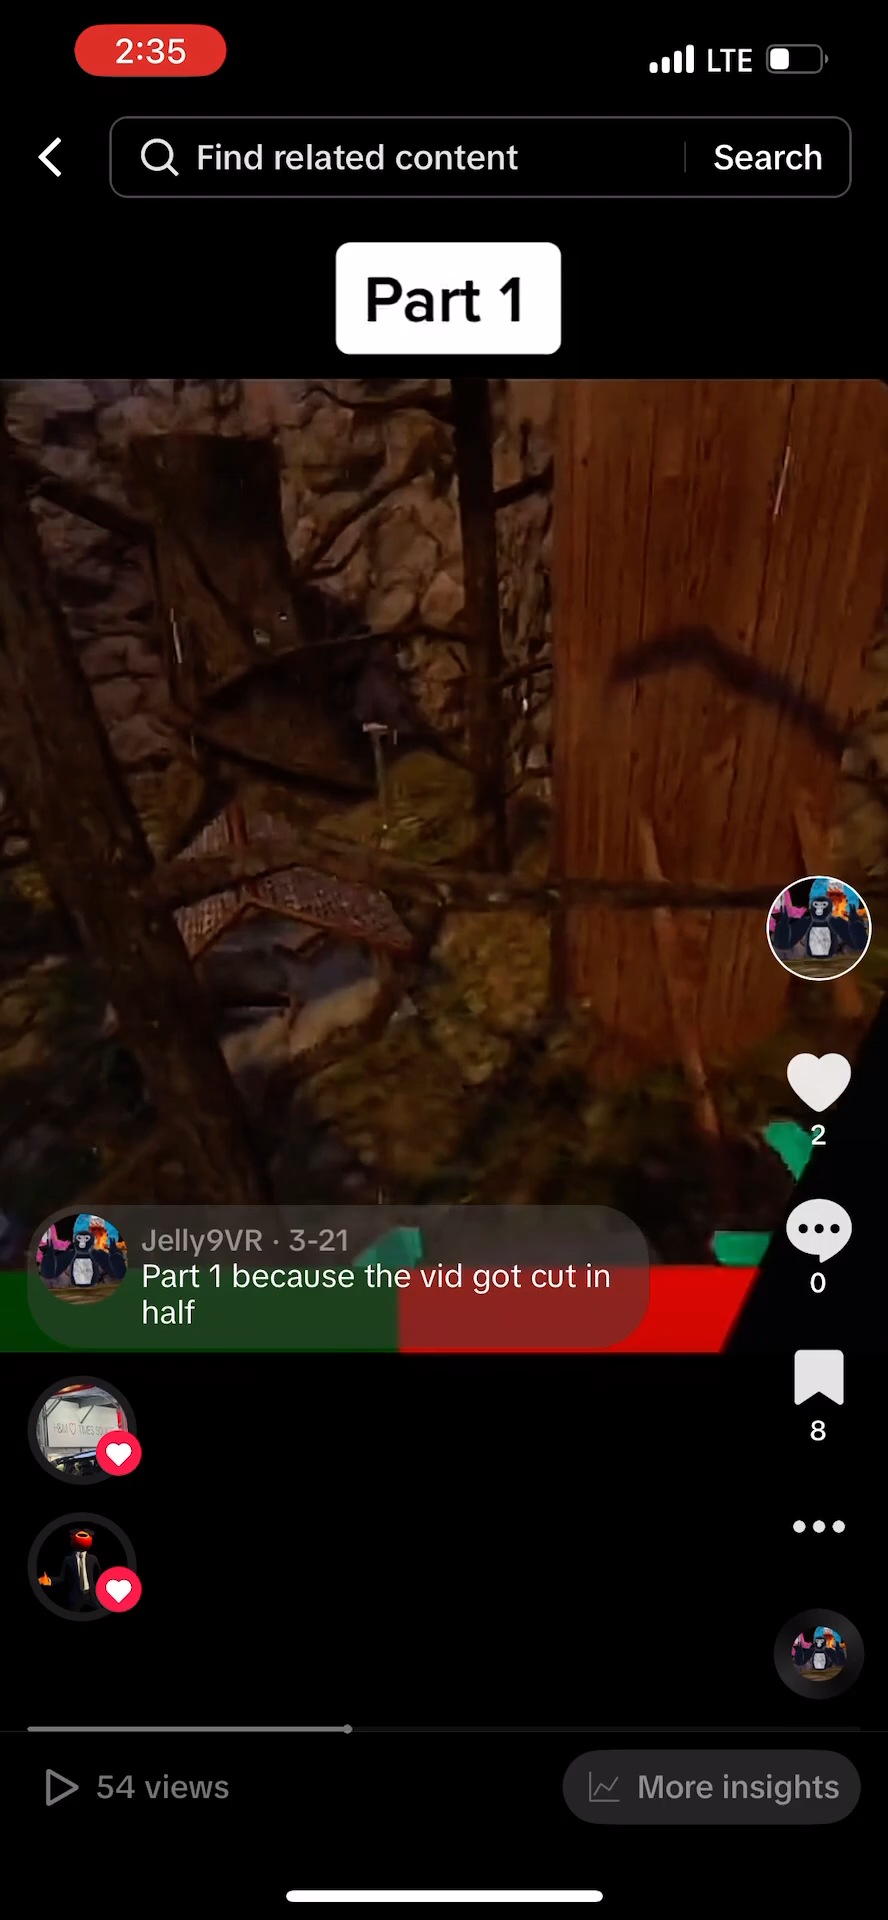 2:35
LTE
Find related content
Search
Part 1
2
Jelly9VR · 3-21
Part 1 because the vid got cut in
half
0
8
54 views
More insights